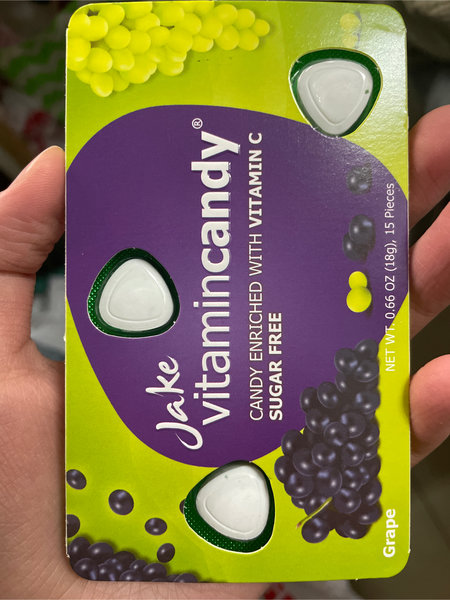 Jake
vitamincandy®
CANDY ENRICHED WITH VITAMIN C
SUGAR FREE
NET WT. 0.66 OZ (18g), 15 Pieces
Grape